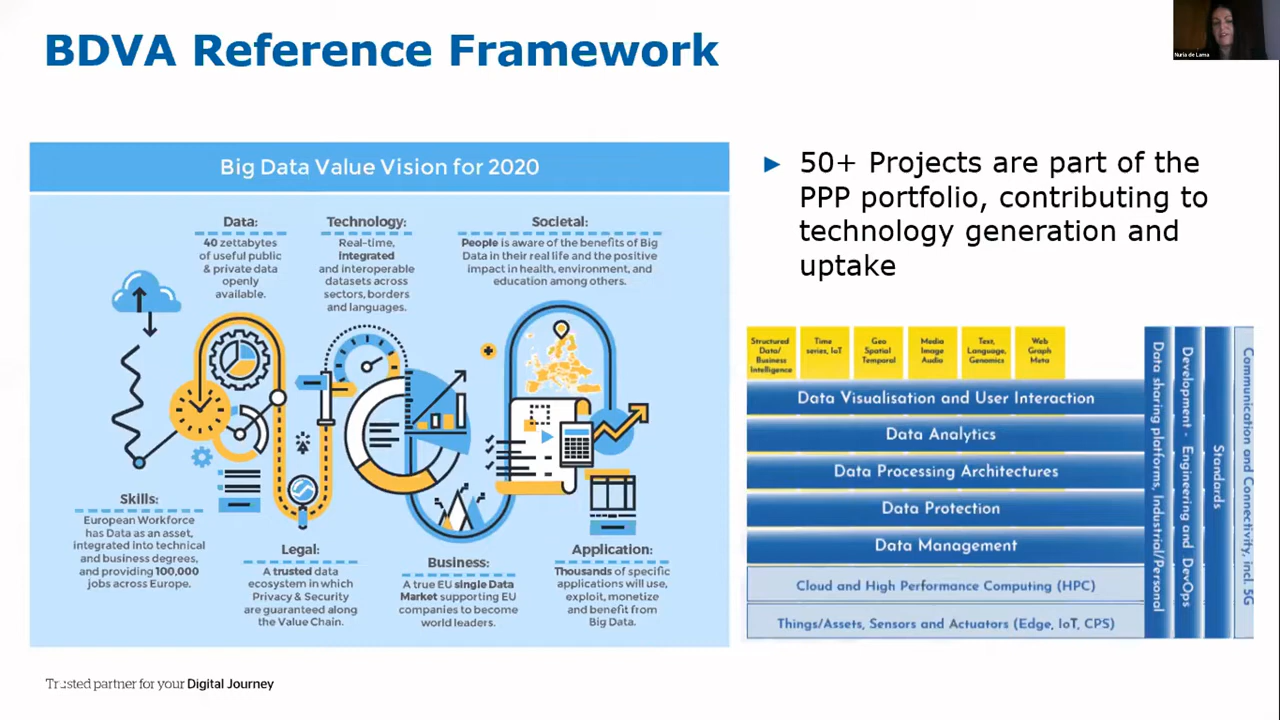 BDVA Reference Framework
Nuria de Lama
Big Data Value Vision for 2020
Data:
40 zettabytes
of useful public
& private data
openly
available.
Technology:
Real-time,
integrated
and interoperable
datasets across
sectors, borders
and languages.
Societal:
People is aware of the benefits of Big
Data in their real life and the positive
impact in health, environment, and
education among others.
Skills:
European Workforce
has Data as an asset,
integrated into technical
and business degrees,
and providing 100,000
jobs across Europe.
Legal:
A trusted data
ecosystem in which
Privacy & Security
are guaranteed along
the Value Chain.
Business:
A true EU single Data
Market supporting EU
companies to become
world leaders.
Application:
Thousands of specific
applications will use,
exploit, monetize
and benefit from
Big Data.
50+ Projects are part of the
PPP portfolio, contributing to
technology generation and
uptake
Structured
Data/
Business
Intelligence
Time
series, IoT
Geo
Spatial
Temporal
Media
Image
Audio
Text,
Language,
Genomics
Web
Graph
Meta
Data Visualisation and User Interaction
Data Analytics
Data Processing Architectures
Data Protection
Data Management
Cloud and High Performance Computing (HPC)
Things/Assets, Sensors and Actuators (Edge, IoT, CPS)
Data sharing platforms, Industrial/Personal
Development - Engineering and DevOps
Standards
Communication and Connectivity, incl. 5G
Trusted partner for your Digital Journey